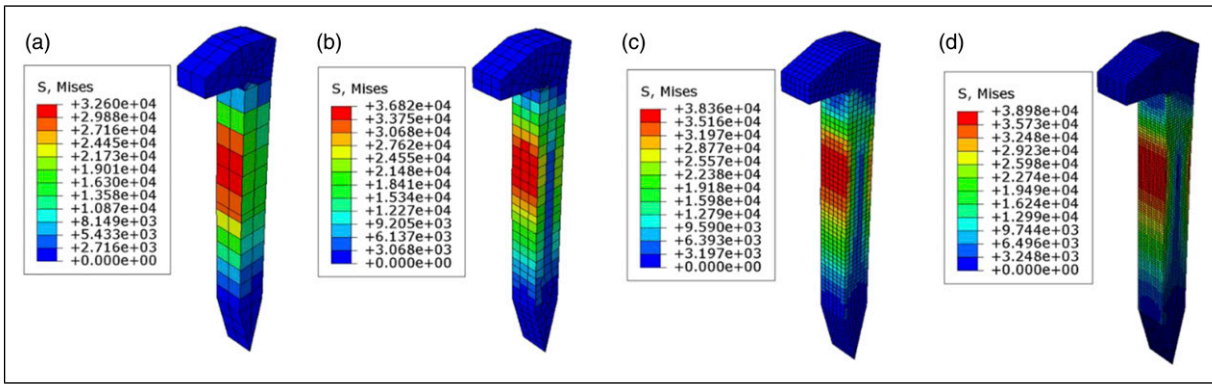 (a)
S, Mises
+3.260e+04
+2.988e+04
+2.716e+04
+2.445e+04
+2.173e+04
+1.901e+04
+1.630e+04
+1.358e+04
+1.087e+04
+8.149e+03
+5.433e+03
+2.716e+03
+0.000e+00
(b)
S, Mises
+3.682e+04
+3.375e+04
+3.068e+04
+2.762e+04
+2.455e+04
+2.148e+04
+1.841e+04
+1.534e+04
+1.227e+04
+9.205e+03
+6.137e+03
+3.068e+03
+0.000e+00
(c)
S, Mises
+3.836e+04
+3.516e+04
+3.197e+04
+2.877e+04
+2.557e+04
+2.238e+04
+1.918e+04
+1.598e+04
+1.279e+04
+9.590e+03
+6.393e+03
+3.197e+03
+0.000e+00
(d)
S, Mises
+3.898e+04
+3.573e+04
+3.248e+04
+2.923e+04
+2.598e+04
+2.274e+04
+1.949e+04
+1.624e+04
+1.299e+04
+9.744e+03
+6.496e+03
+3.248e+03
+0.000e+00